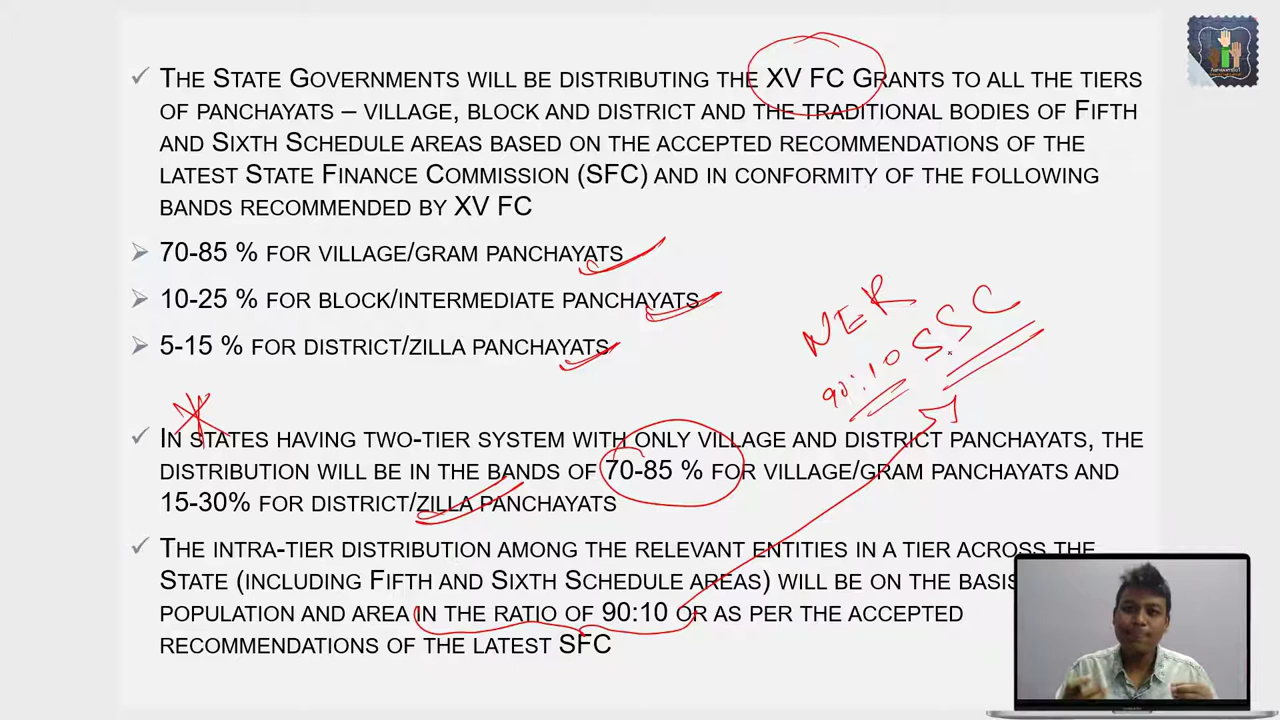 THE STATE GOVERNMENTS WILL BE DISTRIBUTING THE XV FC GRANTS TO ALL THE TIERS
OF PANCHAYATS – VILLAGE, BLOCK AND DISTRICT AND THE TRADITIONAL BODIES OF FIFTH
AND SIXTH SCHEDULE AREAS BASED ON THE ACCEPTED RECOMMENDATIONS OF THE
LATEST STATE FINANCE COMMISSION (SFC) AND IN CONFORMITY OF THE FOLLOWING
BANDS RECOMMENDED BY XV FC
70-85 % FOR VILLAGE/GRAM PANCHAYATS
10-25 % FOR BLOCK/INTERMEDIATE PANCHAYATS
5-15 % FOR DISTRICT/ZILLA PANCHAYATS
NER
SSC
90:10
IN STATES HAVING TWO-TIER SYSTEM WITH ONLY VILLAGE AND DISTRICT PANCHAYATS, THE
DISTRIBUTION WILL BE IN THE BANDS OF 70-85 % FOR VILLAGE/GRAM PANCHAYATS AND
15-30% FOR DISTRICT/ZILLA PANCHAYATS
THE INTRA-TIER DISTRIBUTION AMONG THE RELEVANT ENTITIES IN A TIER ACROSS THE
STATE (INCLUDING FIFTH AND SIXTH SCHEDULE AREAS) WILL BE ON THE BASIS
POPULATION AND AREA IN THE RATIO OF 90:10 OR AS PER THE ACCEPTED
RECOMMENDATIONS OF THE LATEST SFC